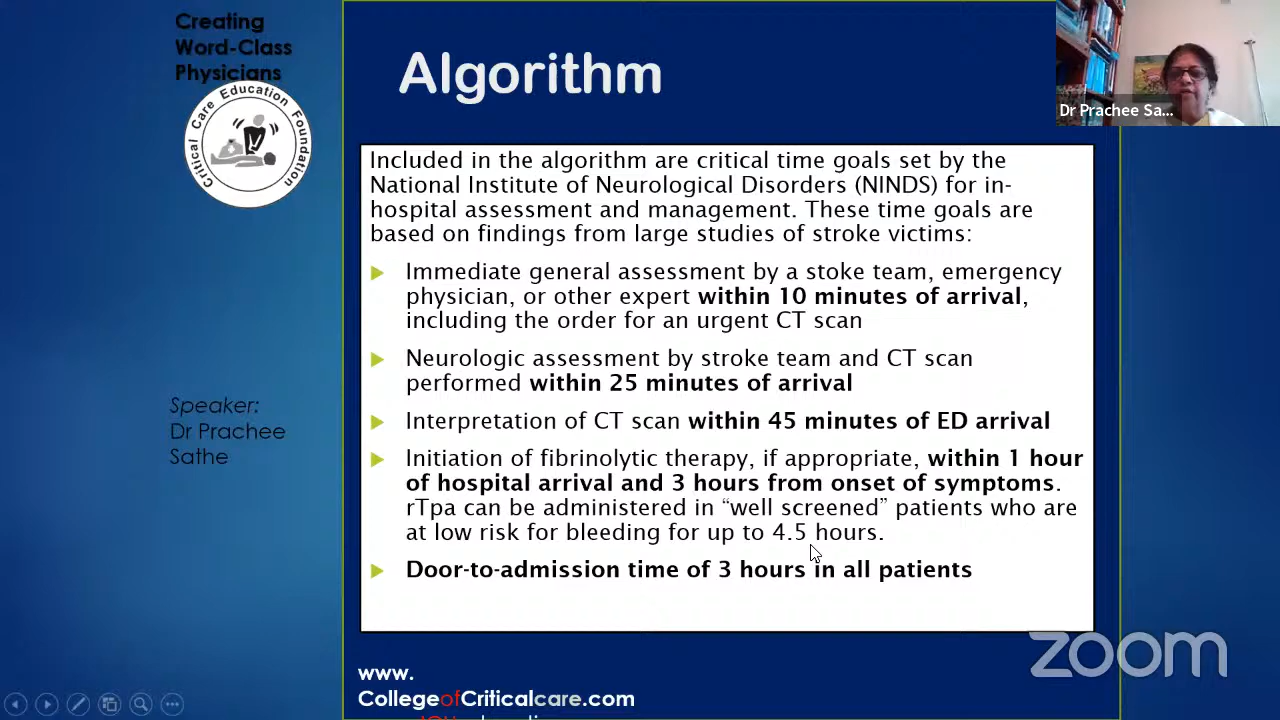 Creating
Word-Class
Physicians
Critical Care Education Foundation
Speaker:
Dr Prachee
Sathe
Algorithm
Included in the algorithm are critical time goals set by the
National Institute of Neurological Disorders (NINDS) for in-
hospital assessment and management. These time goals are
based on findings from large studies of stroke victims:
Immediate general assessment by a stoke team, emergency
physician, or other expert within 10 minutes of arrival,
including the order for an urgent CT scan
Neurologic assessment by stroke team and CT scan
performed within 25 minutes of arrival
Interpretation of CT scan within 45 minutes of ED arrival
Initiation of fibrinolytic therapy, if appropriate, within 1 hour
of hospital arrival and 3 hours from onset of symptoms.
rTpa can be administered in “well screened” patients who are
at low risk for bleeding for up to 4.5 hours.
Door-to-admission time of 3 hours in all patients
www.
CollegeofCriticalcare.com
Dr Prachee Sa...
zoom